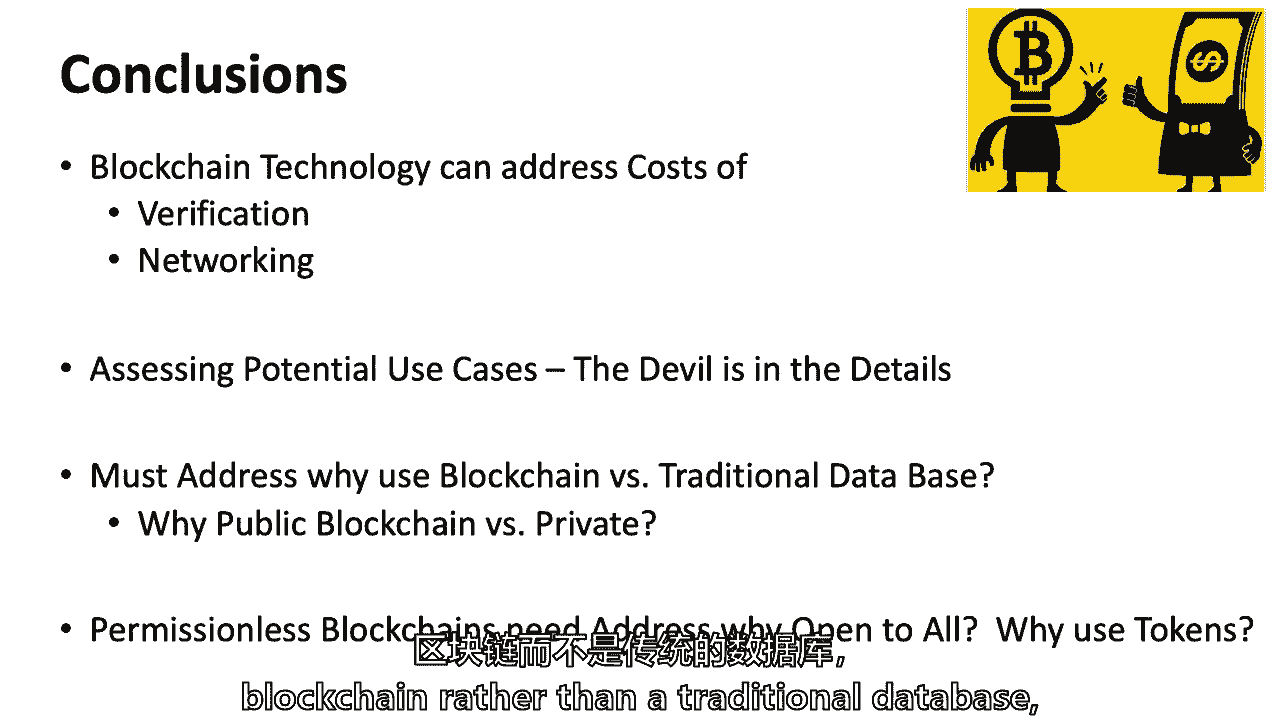 Conclusions
• Blockchain Technology can address Costs of
• Verification
• Networking
• Assessing Potential Use Cases – The Devil is in the Details
• Must Address why use Blockchain vs. Traditional Data Base?
• Why Public Blockchain vs. Private?
• Permissionless Blockchains need Address why Open to All? Why use Tokens?
区块链而不是传统的数据库,
blockchain rather than a traditional database,